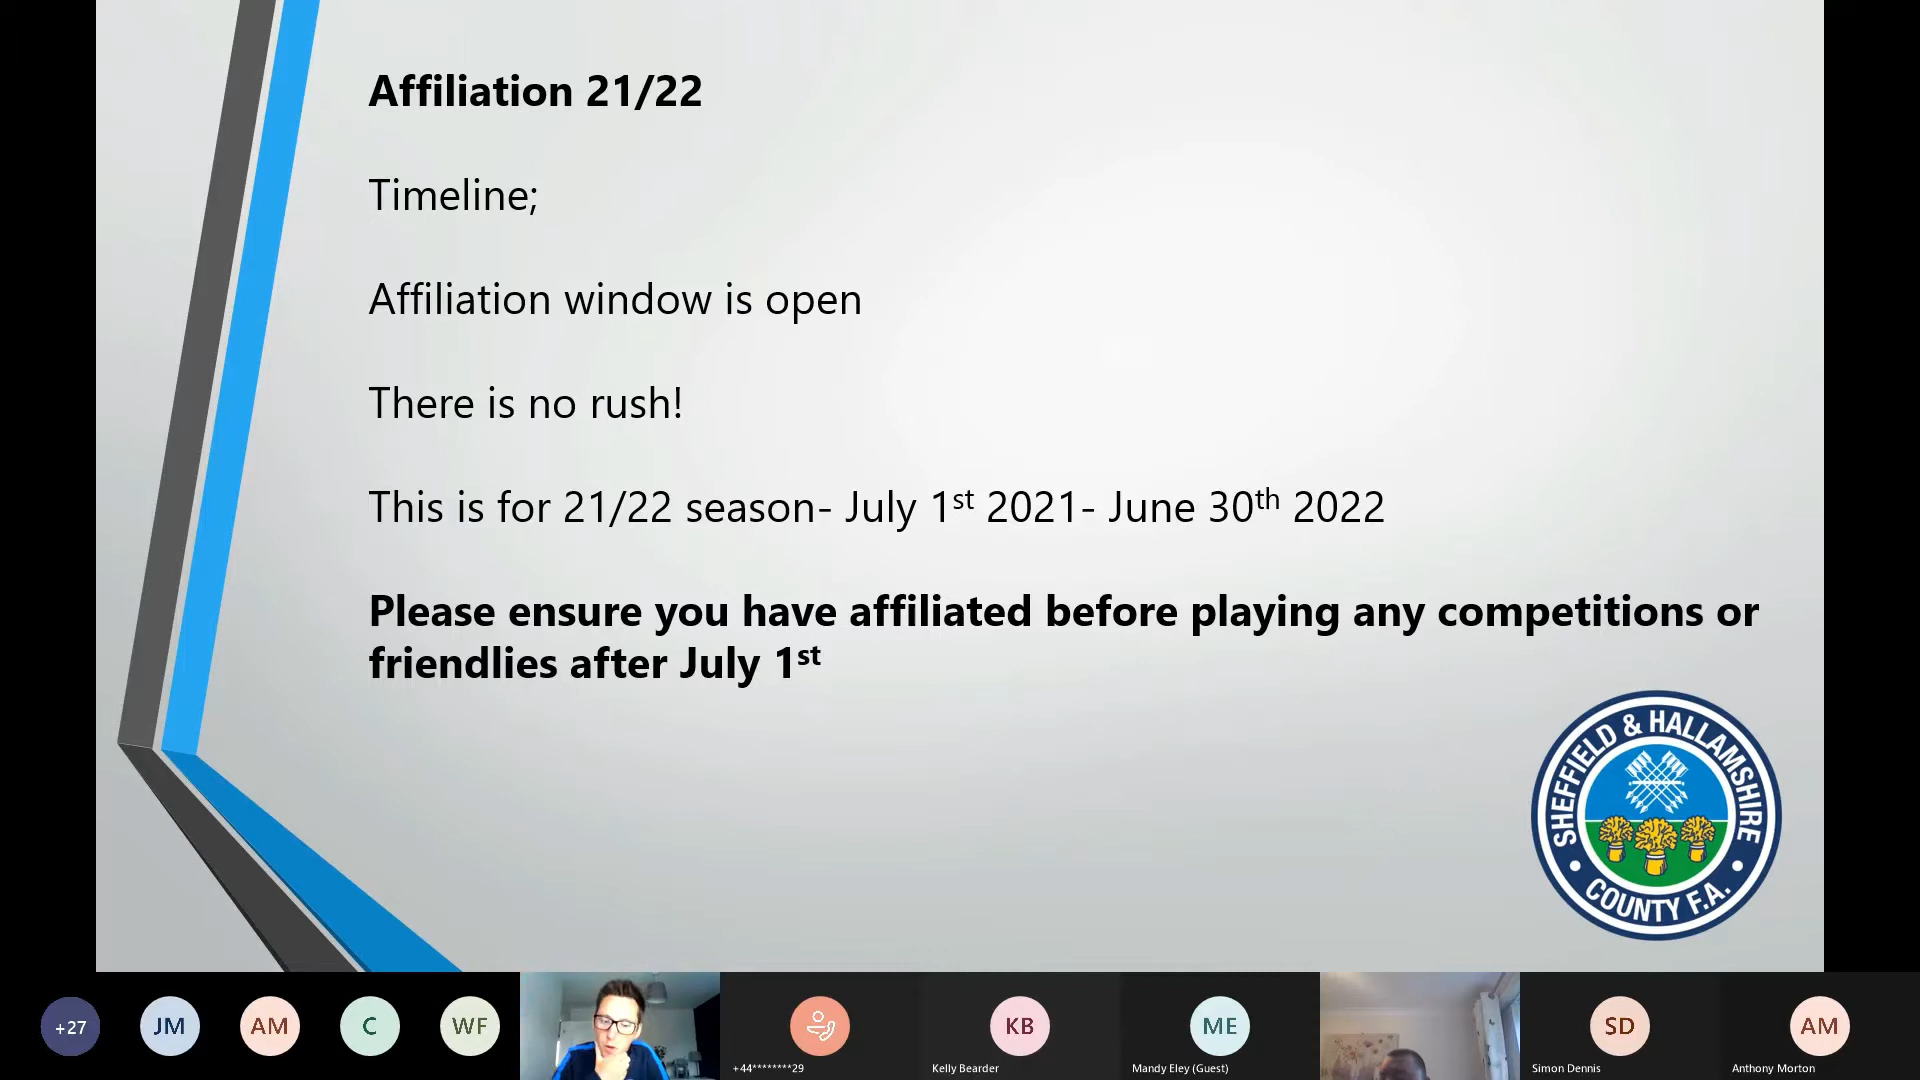 Affiliation 21/22
Timeline;
Affiliation window is open
There is no rush!
This is for 21/22 season- July 1st 2021- June 30th 2022
Please ensure you have affiliated before playing any competitions or
friendlies after July 1st
SHEFFIELD & HALLAMSHIRE
COUNTY F.A.
+27
JM
AM
C
WF
KB
ME
SD
AM
+44********29
Kelly Bearder
Mandy Eley (Guest)
Simon Dennis
Anthony Morton